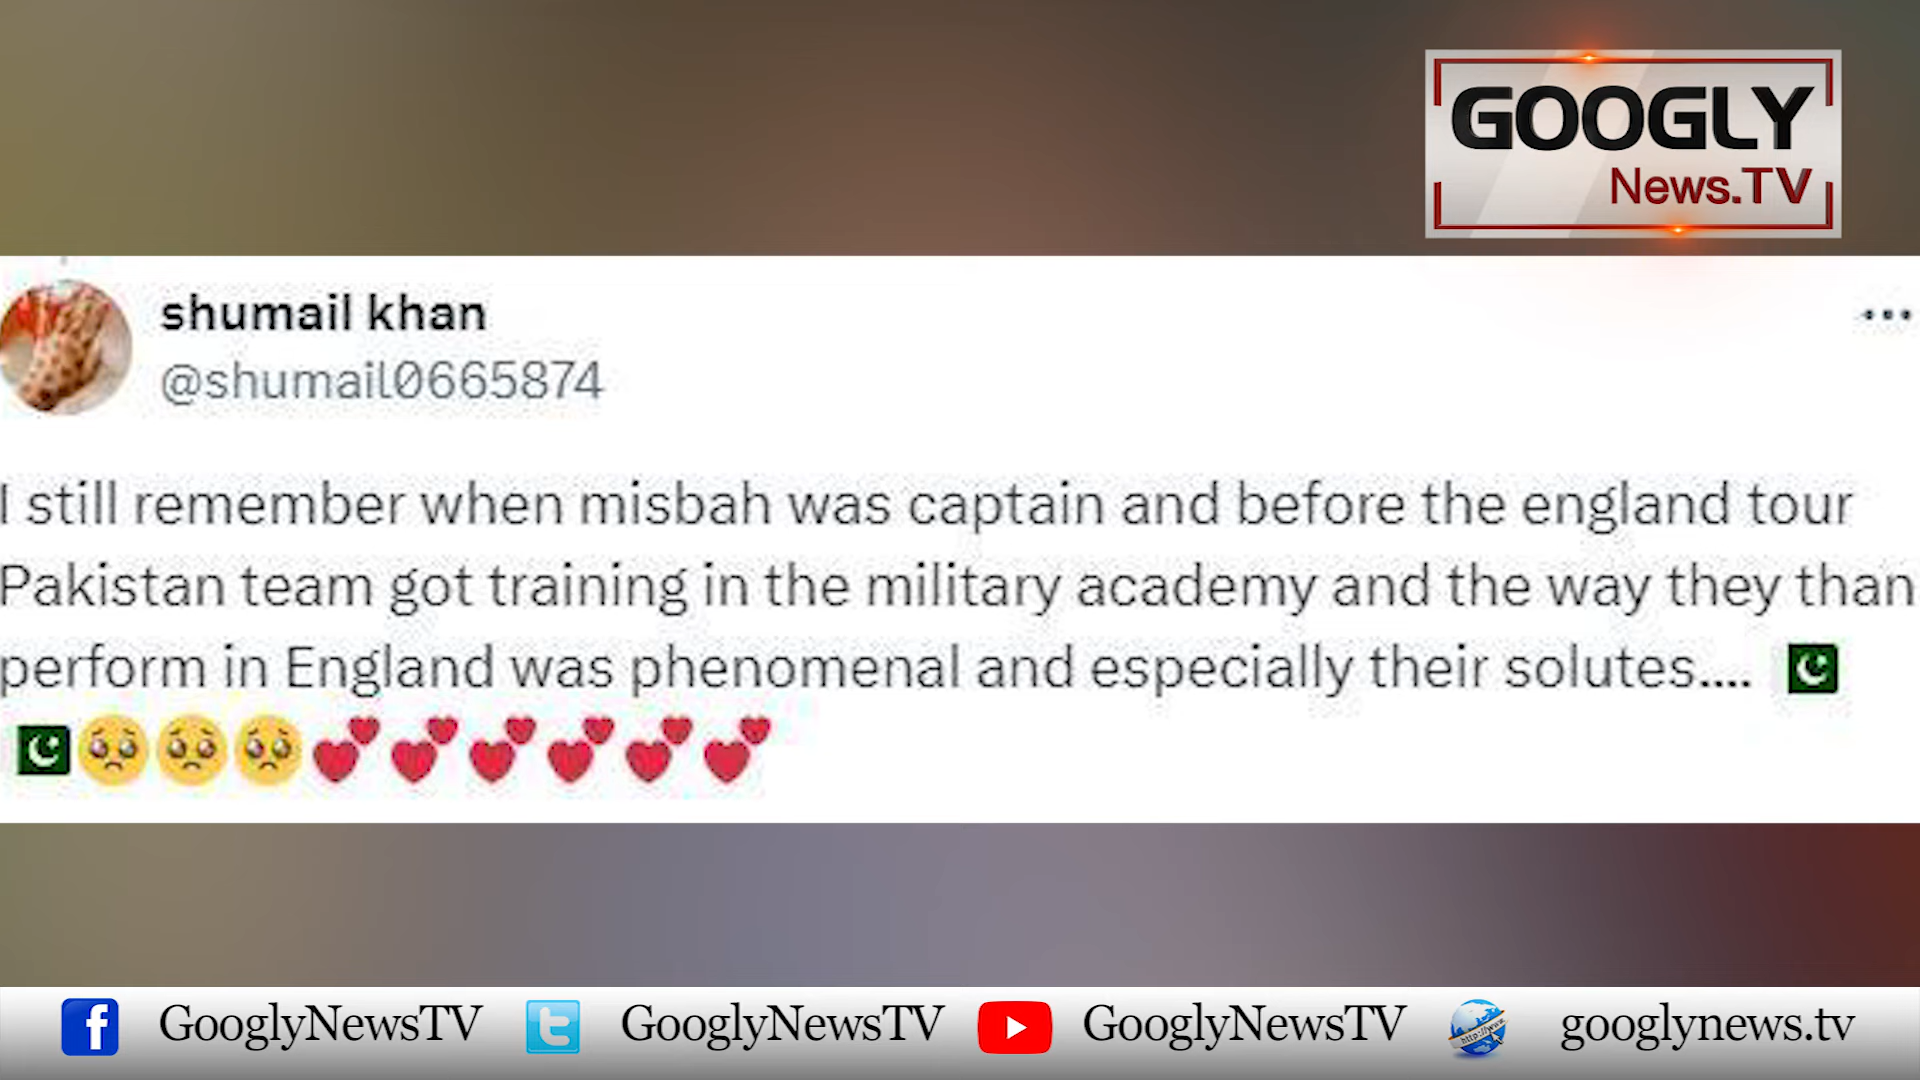 GOOGLY
News.TV
shumail khan
@shumail0665874
I still remember when misbah was captain and before the england tour
Pakistan team got training in the military academy and the way they than
perform in England was phenomenal and especially their solutes.... 🇵🇰
🇵🇰🥺🥺🥺💕💕💕💕💕💕
GooglyNewsTV GooglyNewsTV GooglyNewsTV googlynews.tv